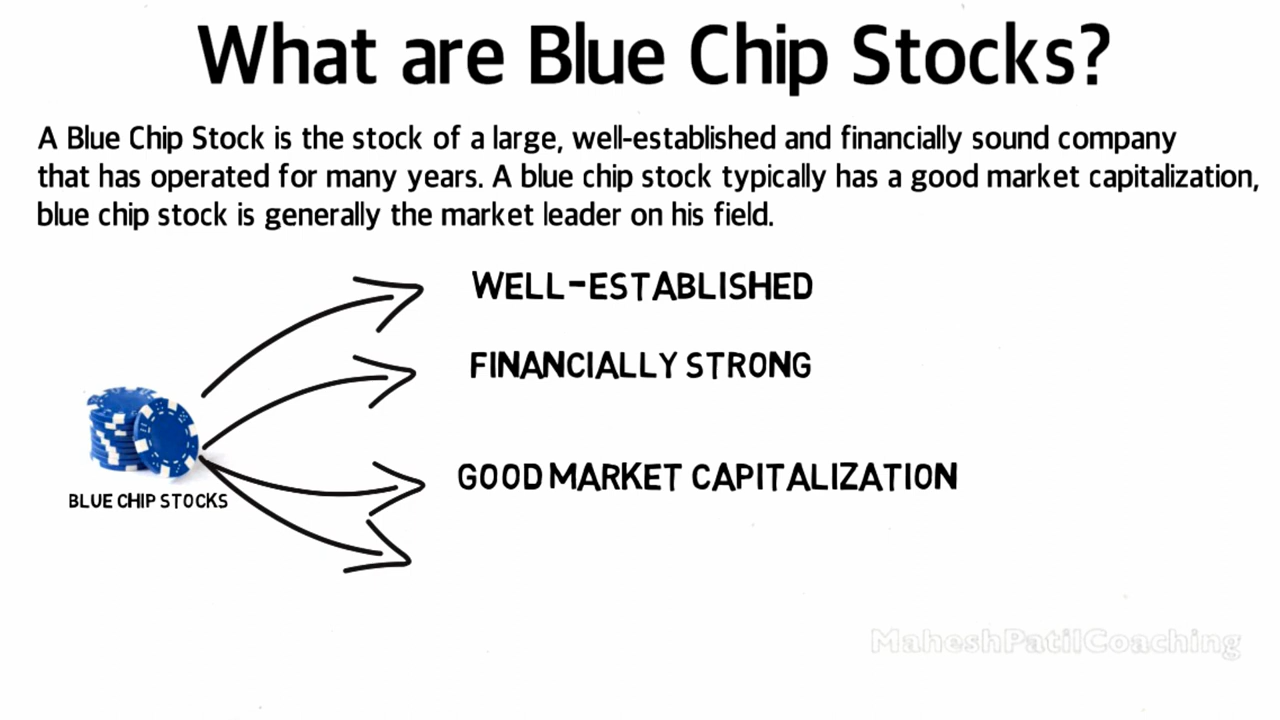 What are Blue Chip Stocks?
A Blue Chip Stock is the stock of a large, well-established and financially sound company
that has operated for many years. A blue chip stock typically has a good market capitalization,
blue chip stock is generally the market leader on his field.
WELL-ESTABLISHED
FINANCIALLY STRONG
GOOD MARKET CAPITALIZATION
BLUE CHIP STOCKS
MaheshPatilCoaching